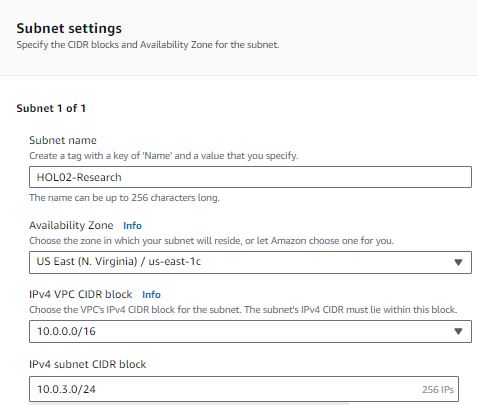 Subnet settings
Specify the CIDR blocks and Availability Zone for the subnet.
Subnet 1 of 1
Subnet name
Create a tag with a key of 'Name' and a value that you specify.
HOL02-Research
The name can be up to 256 characters long.
Availability Zone Info
Choose the zone in which your subnet will reside, or let Amazon choose one for you.
US East (N. Virginia) / us-east-1c
IPv4 VPC CIDR block Info
Choose the VPC's IPv4 CIDR block for the subnet. The subnet's IPv4 CIDR must lie within this block.
10.0.0.0/16
IPv4 subnet CIDR block
10.0.3.0/24 256 IPs